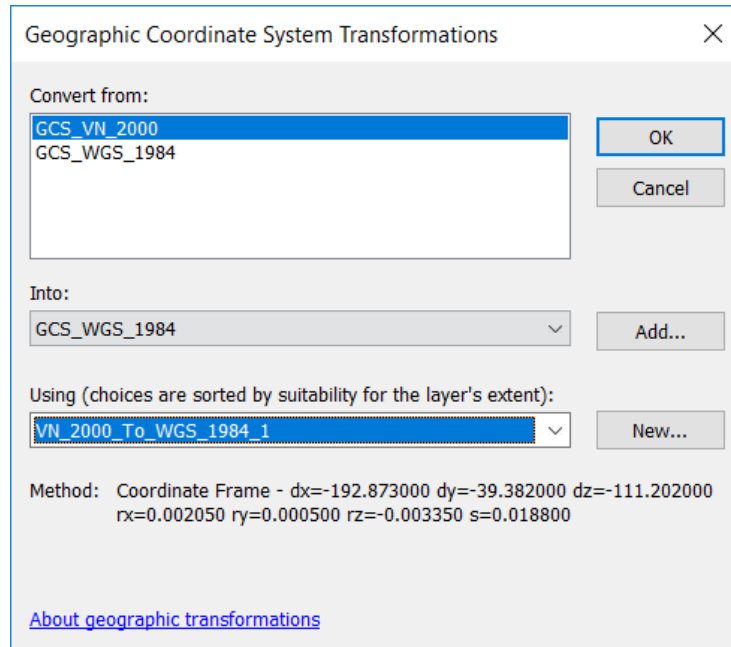 Geographic Coordinate System Transformations
Convert from:
GCS_VN_2000
GCS_WGS_1984
OK
Cancel
Into:
GCS_WGS_1984
Add...
Using (choices are sorted by suitability for the layer's extent):
VN_2000_To_WGS_1984_1
New...
Method: Coordinate Frame - dx=-192.873000 dy=-39.382000 dz=-111.202000
rx=0.002050 ry=0.000500 rz=-0.003350 s=0.018800
About geographic transformations